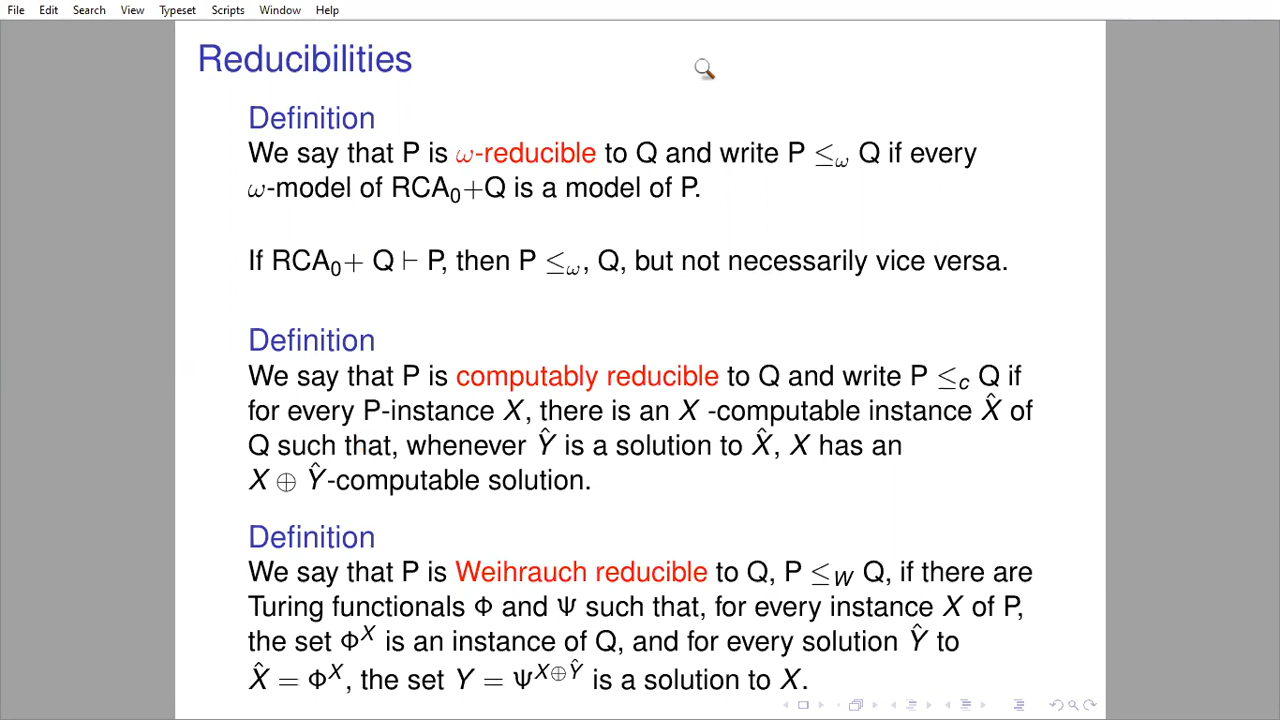 File Edit Search View Typeset Scripts Window Help
Reducibilities
Definition
We say that P is ω-reducible to Q and write P ≤ω Q if every
ω-model of RCA₀+Q is a model of P.
If RCA₀+ Q ⊢ P, then P ≤ω, Q, but not necessarily vice versa.
Definition
We say that P is computably reducible to Q and write P ≤c Q if
for every P-instance X, there is an X -computable instance X̂ of
Q such that, whenever Ŷ is a solution to X̂, X has an
X ⊕ Ŷ-computable solution.
Definition
We say that P is Weihrauch reducible to Q, P ≤W Q, if there are
Turing functionals Φ and Ψ such that, for every instance X of P,
the set Φ^X is an instance of Q, and for every solution Ŷ to
X̂ = Φ^X, the set Y = Ψ^{X⊕Ŷ} is a solution to X.